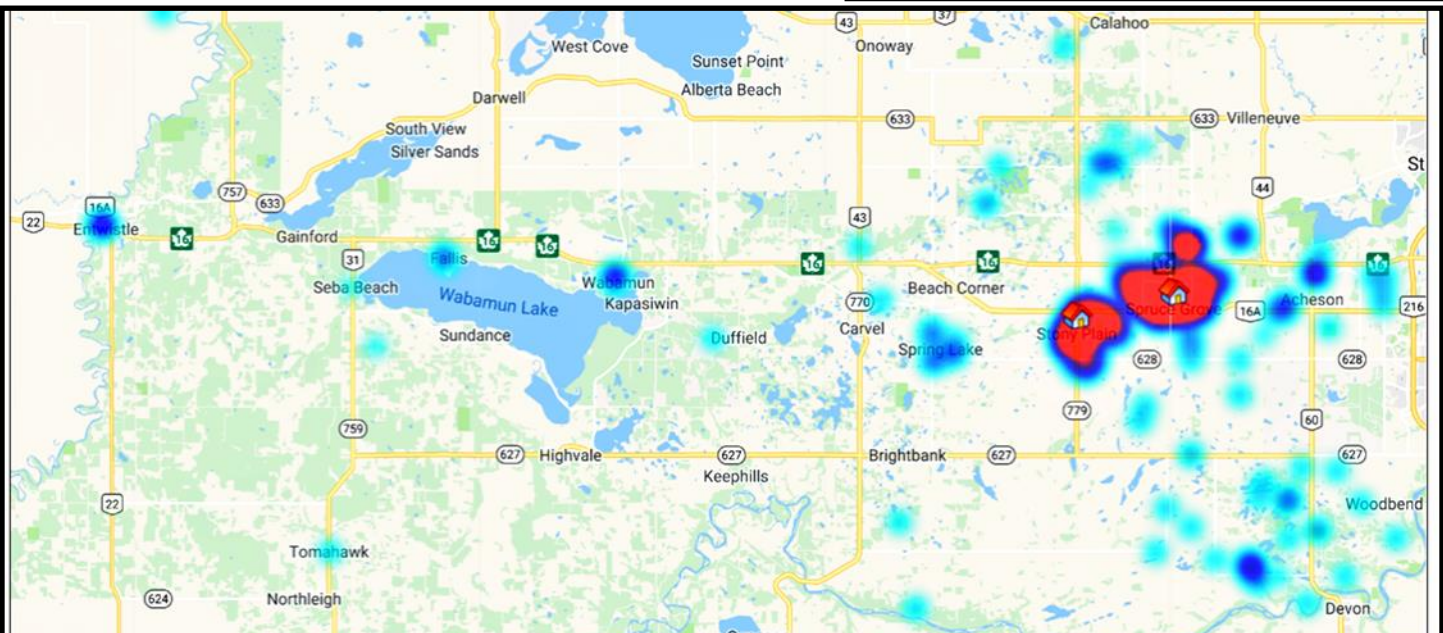 43
37
Calahoo
West Cove
Onoway
Sunset Point
Alberta Beach
Darwell
633
633
Villeneuve
South View
Silver Sands
St
757
633
44
16A
22
Entwistle
43
16
Gainford
16
16
31
Fallis
16
16
16
16
Seba Beach
Wabamun
Kapasiwin
Wabamun Lake
Beach Corner
770
Acheson
216
Spruce Grove
16A
Sundance
Duffield
Carvel
Stony Plain
Spring Lake
628
628
779
60
759
627
Highvale
627
Brightbank
627
627
Keephills
22
Woodbend
Tomahawk
624
Northleigh
Devon